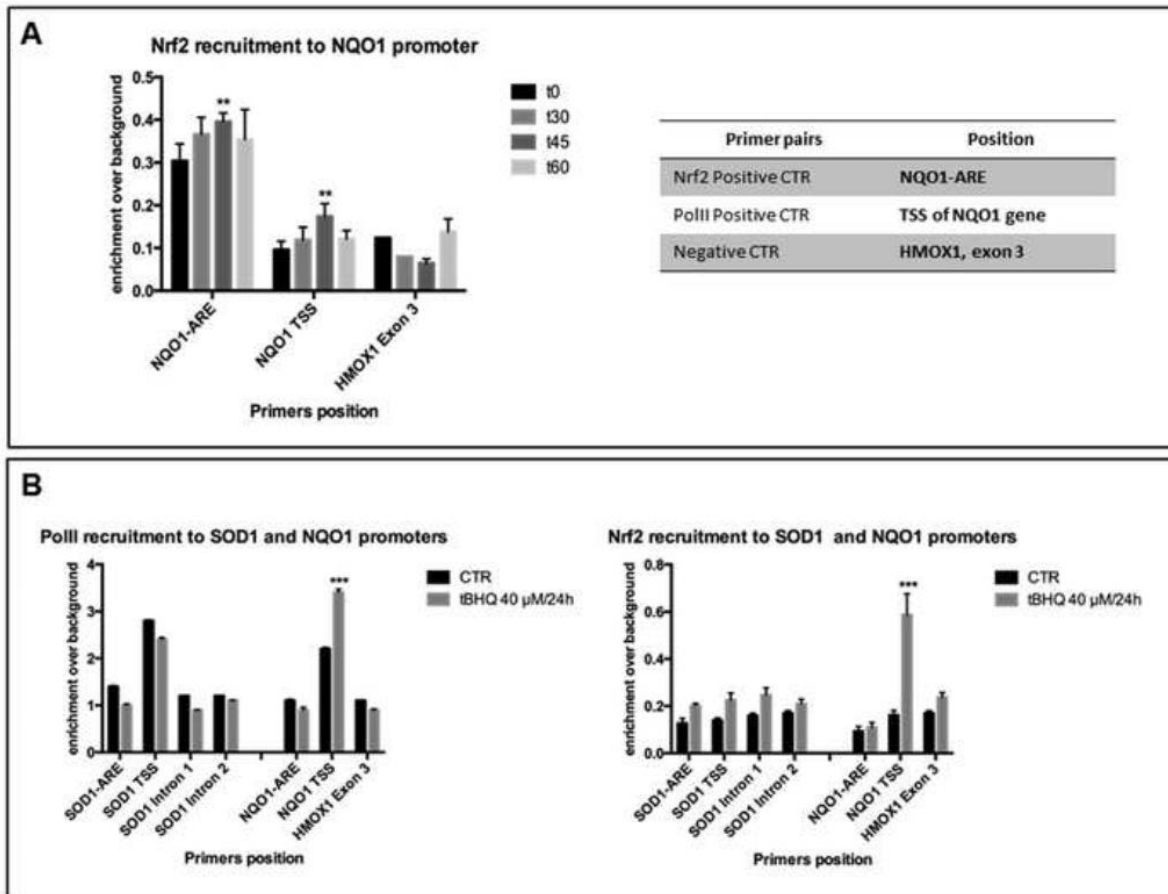 A
Nrf2 recruitment to NQO1 promoter
enrichment over background
0.5
0.4
0.3
0.2
0.1
0.0
**
**
t0
t30
t45
t60
NQO1-ARE
NQO1 TSS
HMOX1 Exon 3
Primers position
Primer pairs Position
Nrf2 Positive CTR NQO1-ARE
PolII Positive CTR TSS of NQO1 gene
Negative CTR HMOX1, exon 3
B
PolII recruitment to SOD1 and NQO1 promoters
enrichment over background
4
3
2
1
0
***
CTR
tBHQ 40 µM/24h
SOD1-ARE
SOD1 TSS
SOD1 Intron 1
SOD1 Intron 2
NQO1-ARE
NQO1 TSS
HMOX1 Exon 3
Primers position
Nrf2 recruitment to SOD1 and NQO1 promoters
enrichment over background
0.8
0.6
0.4
0.2
0.0
***
CTR
tBHQ 40 µM/24h
SOD1-ARE
SOD1 TSS
SOD1 Intron 1
SOD1 Intron 2
NQO1-ARE
NQO1 TSS
HMOX1 Exon 3
Primers position